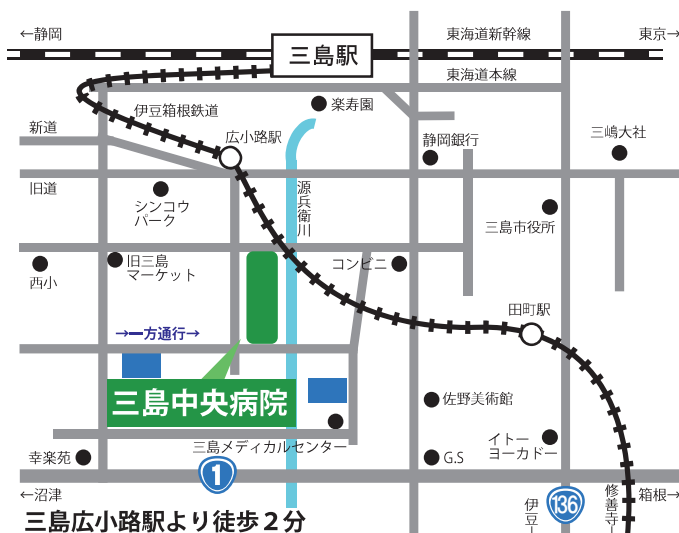 ←静岡
三島駅
東海道新幹線
東京→
東海道本線
伊豆箱根鉄道
楽寿園
新道
広小路駅
静岡銀行
三嶋大社
旧道
シンコウ
パーク
源兵衛川
三島市役所
西小
旧三島
マーケット
コンビニ
田町駅
→一方通行→
三島中央病院
佐野美術館
三島メディカルセンター
イトー
ヨーカドー
幸楽苑
G.S
1
←沼津
136
伊豆
修善寺
箱根→
三島広小路駅より徒歩2分